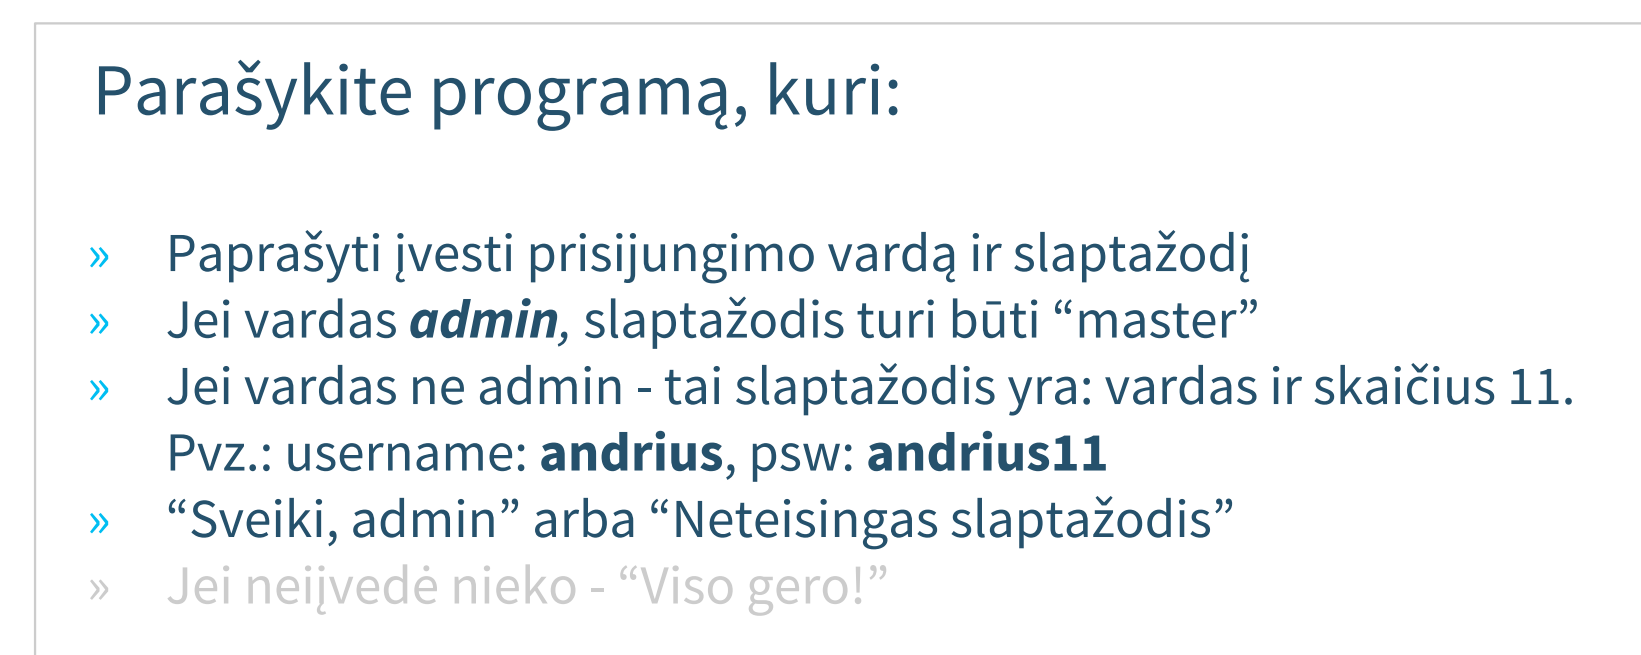 Parašykite programą, kuri:
» Paprašyti įvesti prisijungimo vardą ir slaptažodį
» Jei vardas admin, slaptažodis turi būti “master”
» Jei vardas ne admin - tai slaptažodis yra: vardas ir skaičius 11.
Pvz.: username: andrius, psw: andrius11
» “Sveiki, admin” arba “Neteisingas slaptažodis”
» Jei neiįvedė nieko - “Viso gero!”